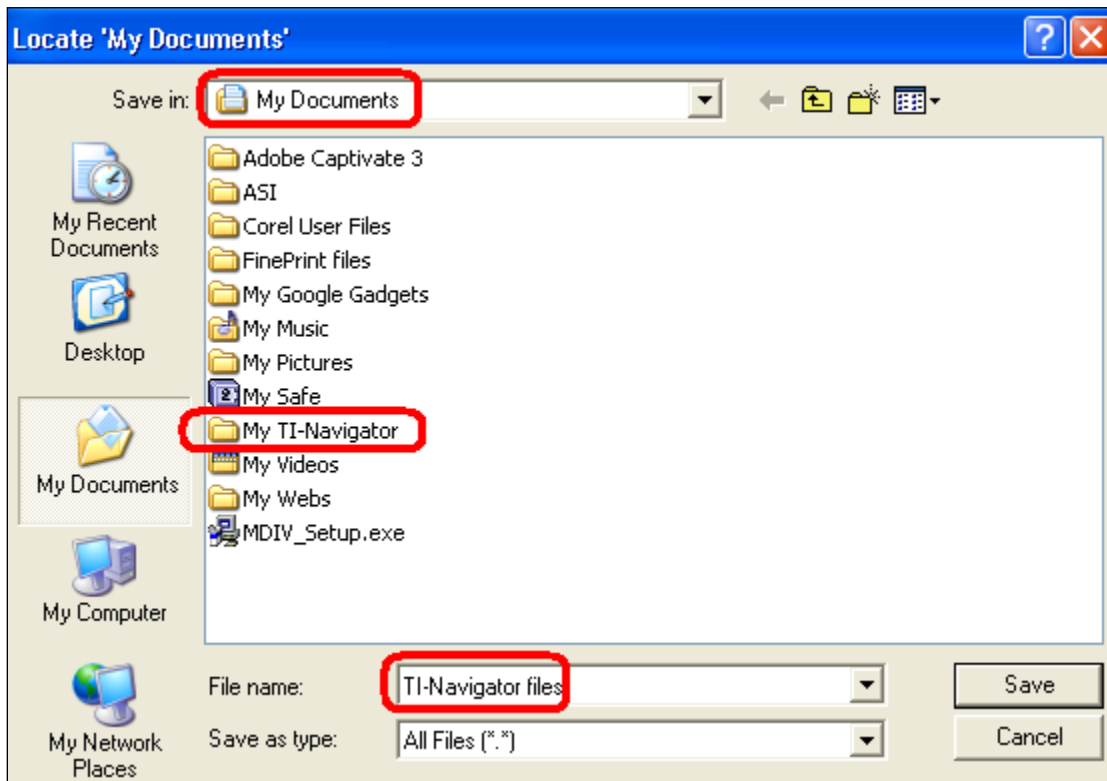 Locate 'My Documents'
Save in:
My Documents
My Recent
Documents
Desktop
My Documents
My Computer
My Network
Places
Adobe Captivate 3
ASI
Corel User Files
FinePrint files
My Google Gadgets
My Music
My Pictures
My Safe
My TI-Navigator
My Videos
My Webs
MDIV_Setup.exe
File name:
TI-Navigator files
Save
Save as type:
All Files (*.*)
Cancel